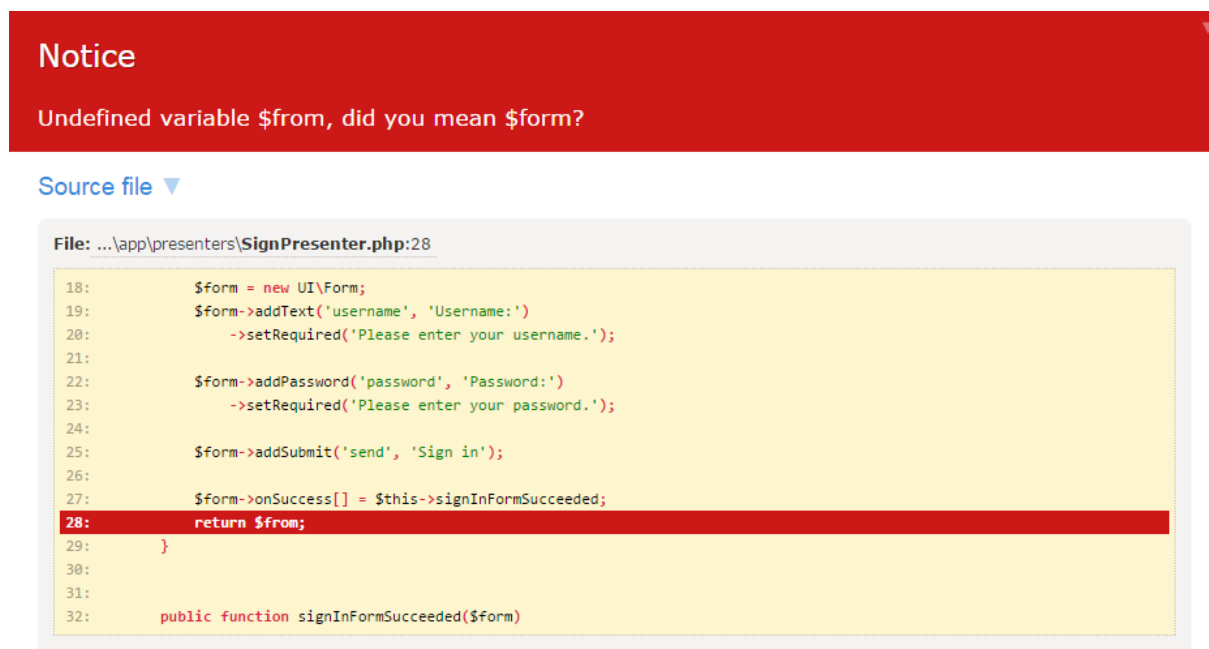 Notice
Undefined variable $from, did you mean $form?
Source file ▼
File: ...\app\presenters\SignPresenter.php:28
18:             $form = new UI\Form;
19:             $form->addText('username', 'Username:')
20:                 ->setRequired('Please enter your username.');
21:
22:             $form->addPassword('password', 'Password:')
23:                 ->setRequired('Please enter your password.');
24:
25:             $form->addSubmit('send', 'Sign in');
26:
27:             $form->onSuccess[] = $this->signInFormSucceeded;
28:             return $from;
29:         }
30:
31:
32:         public function signInFormSucceeded($form)